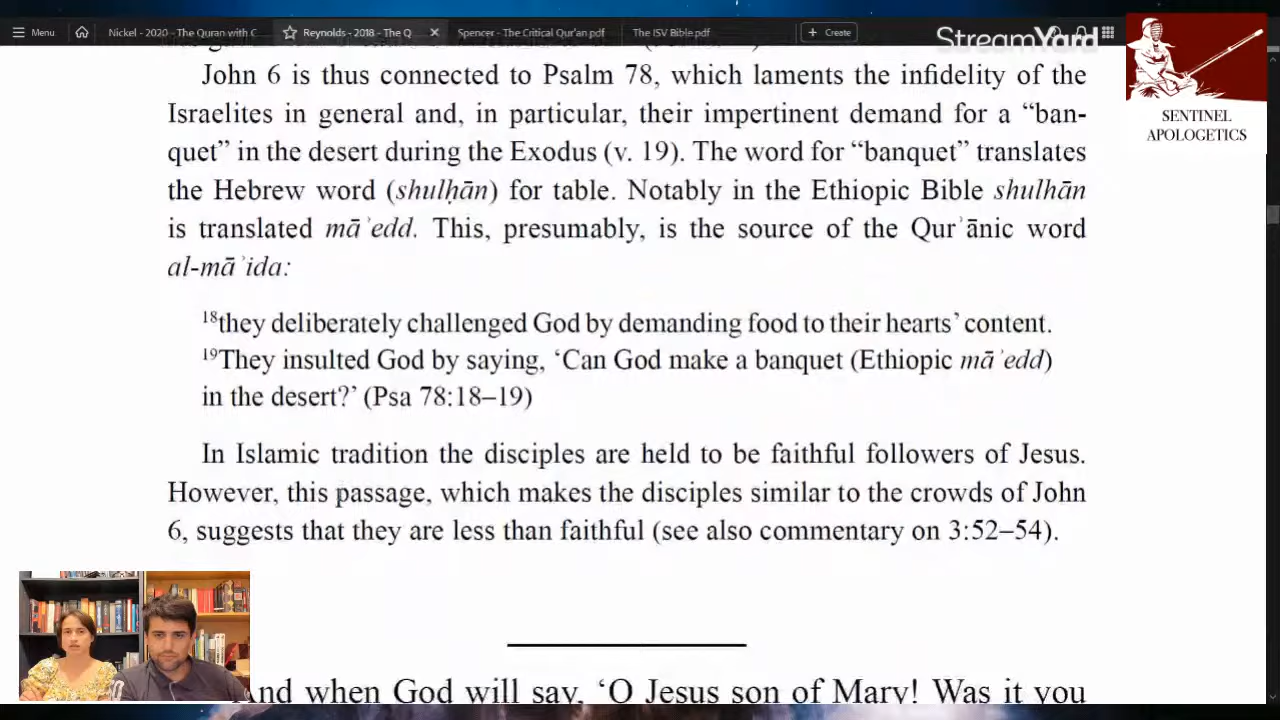 Menu
Nickel - 2020 - The Quran with C
Reynolds - 2018 - The Q
Spencer - The Critical Qur'an.pdf
The ISV Bible.pdf
+ Create
StreamYard
SENTINEL
APOLOGETICS
John 6 is thus connected to Psalm 78, which laments the infidelity of the
Israelites in general and, in particular, their impertinent demand for a “ban-
quet” in the desert during the Exodus (v. 19). The word for “banquet” translates
the Hebrew word (shulḥān) for table. Notably in the Ethiopic Bible shulhān
is translated māʾedd. This, presumably, is the source of the Qurʾānic word
al-māʾida:
18they deliberately challenged God by demanding food to their hearts’ content.
19They insulted God by saying, ‘Can God make a banquet (Ethiopic māʾedd)
in the desert?’ (Psa 78:18–19)
In Islamic tradition the disciples are held to be faithful followers of Jesus.
However, this passage, which makes the disciples similar to the crowds of John
6, suggests that they are less than faithful (see also commentary on 3:52–54).
And when God will say, ‘O Jesus son of Mary! Was it you